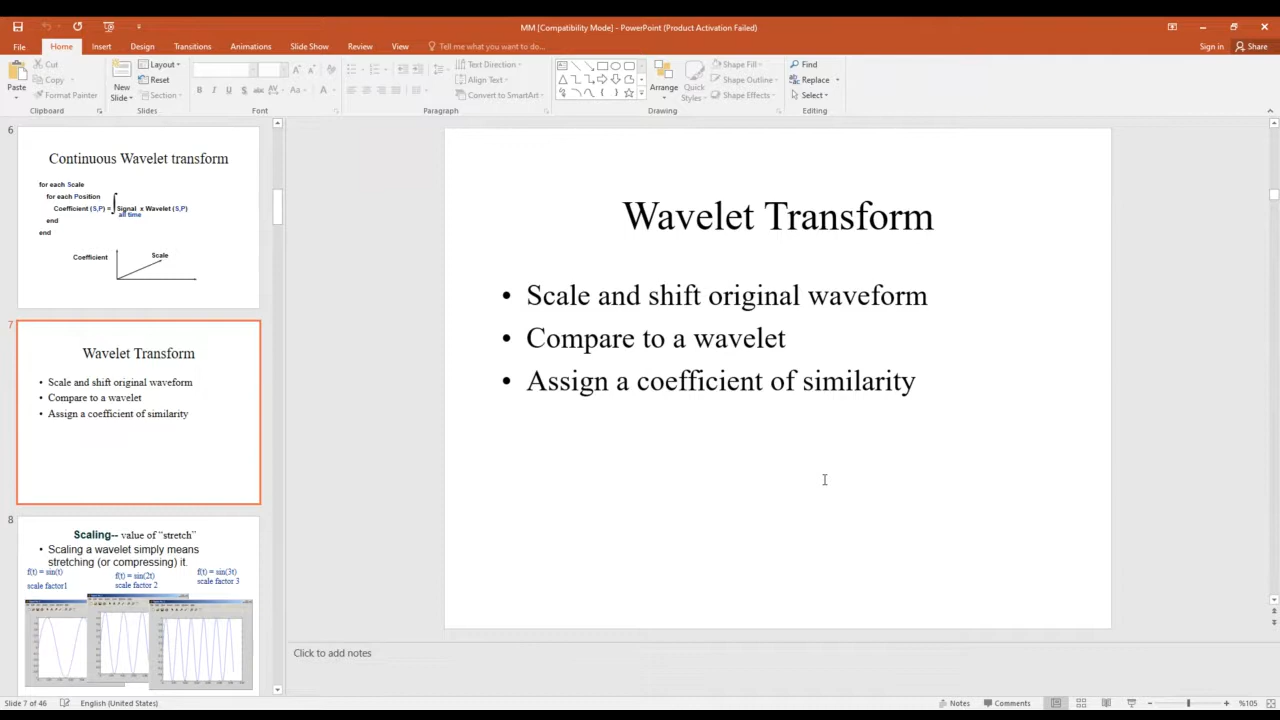 MM [Compatibility Mode] - PowerPoint (Product Activation Failed)
File Home Insert Design Transitions Animations Slide Show Review View Tell me what you want to do... Sign in Share
Paste
Cut
Copy
Format Painter
Clipboard
New
Slide
Layout
Reset
Section
Slides
B I U S abc AV Aa A
Font
Text Direction
Align Text
Convert to SmartArt
Paragraph
Arrange
Quick
Styles
Shape Fill
Shape Outline
Shape Effects
Drawing
Find
Replace
Select
Editing
6
Continuous Wavelet transform
for each Scale
for each Position
Coefficient (S,P) = ∫ Signal x Wavelet (S,P)
all time
end
end
Coefficient
Scale
7
Wavelet Transform
• Scale and shift original waveform
• Compare to a wavelet
• Assign a coefficient of similarity
8
Scaling-- value of “stretch”
• Scaling a wavelet simply means
stretching (or compressing) it.
f(t) = sin(t)
scale factor1
f(t) = sin(2t)
scale factor 2
f(t) = sin(3t)
scale factor 3
Wavelet Transform
• Scale and shift original waveform
• Compare to a wavelet
• Assign a coefficient of similarity
Click to add notes
Slide 7 of 46 English (United States) Notes Comments %105